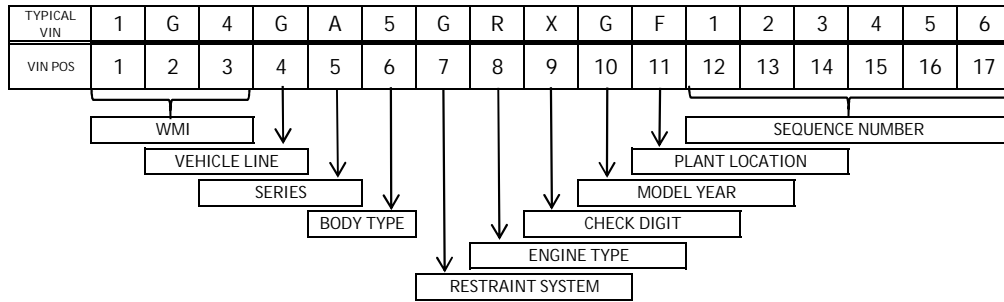 TYPICAL VIN 1 G 4 G A 5 G R X G F 1 2 3 4 5 6
VIN POS 1 2 3 4 5 6 7 8 9 10 11 12 13 14 15 16 17
WMI SEQUENCE NUMBER
VEHICLE LINE PLANT LOCATION
SERIES MODEL YEAR
BODY TYPE CHECK DIGIT
ENGINE TYPE
RESTRAINT SYSTEM